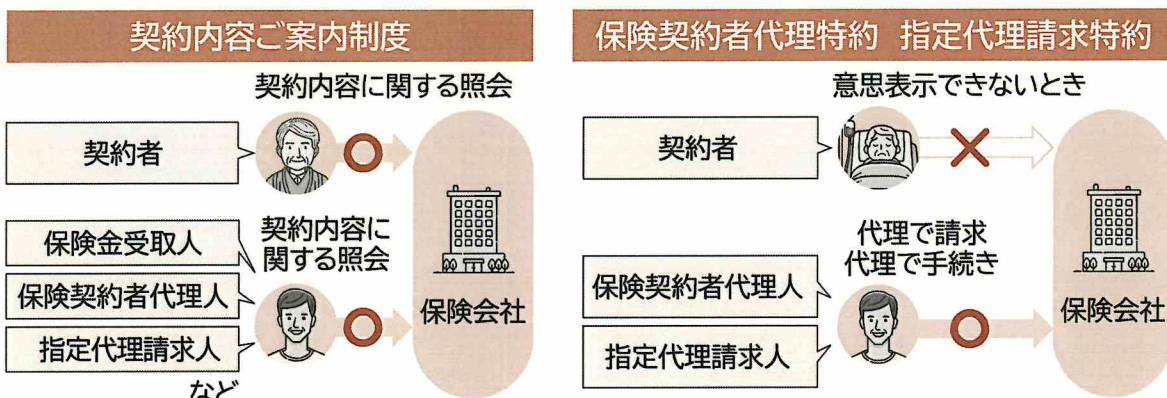 契約内容ご案内制度
契約内容に関する照会
契約者
保険金受取人
保険契約者代理人
指定代理請求人
など
契約内容に
関する照会
保険会社
保険契約者代理特約 指定代理請求特約
意思表示できないとき
契約者
代理で請求
代理で手続き
保険契約者代理人
指定代理請求人
保険会社